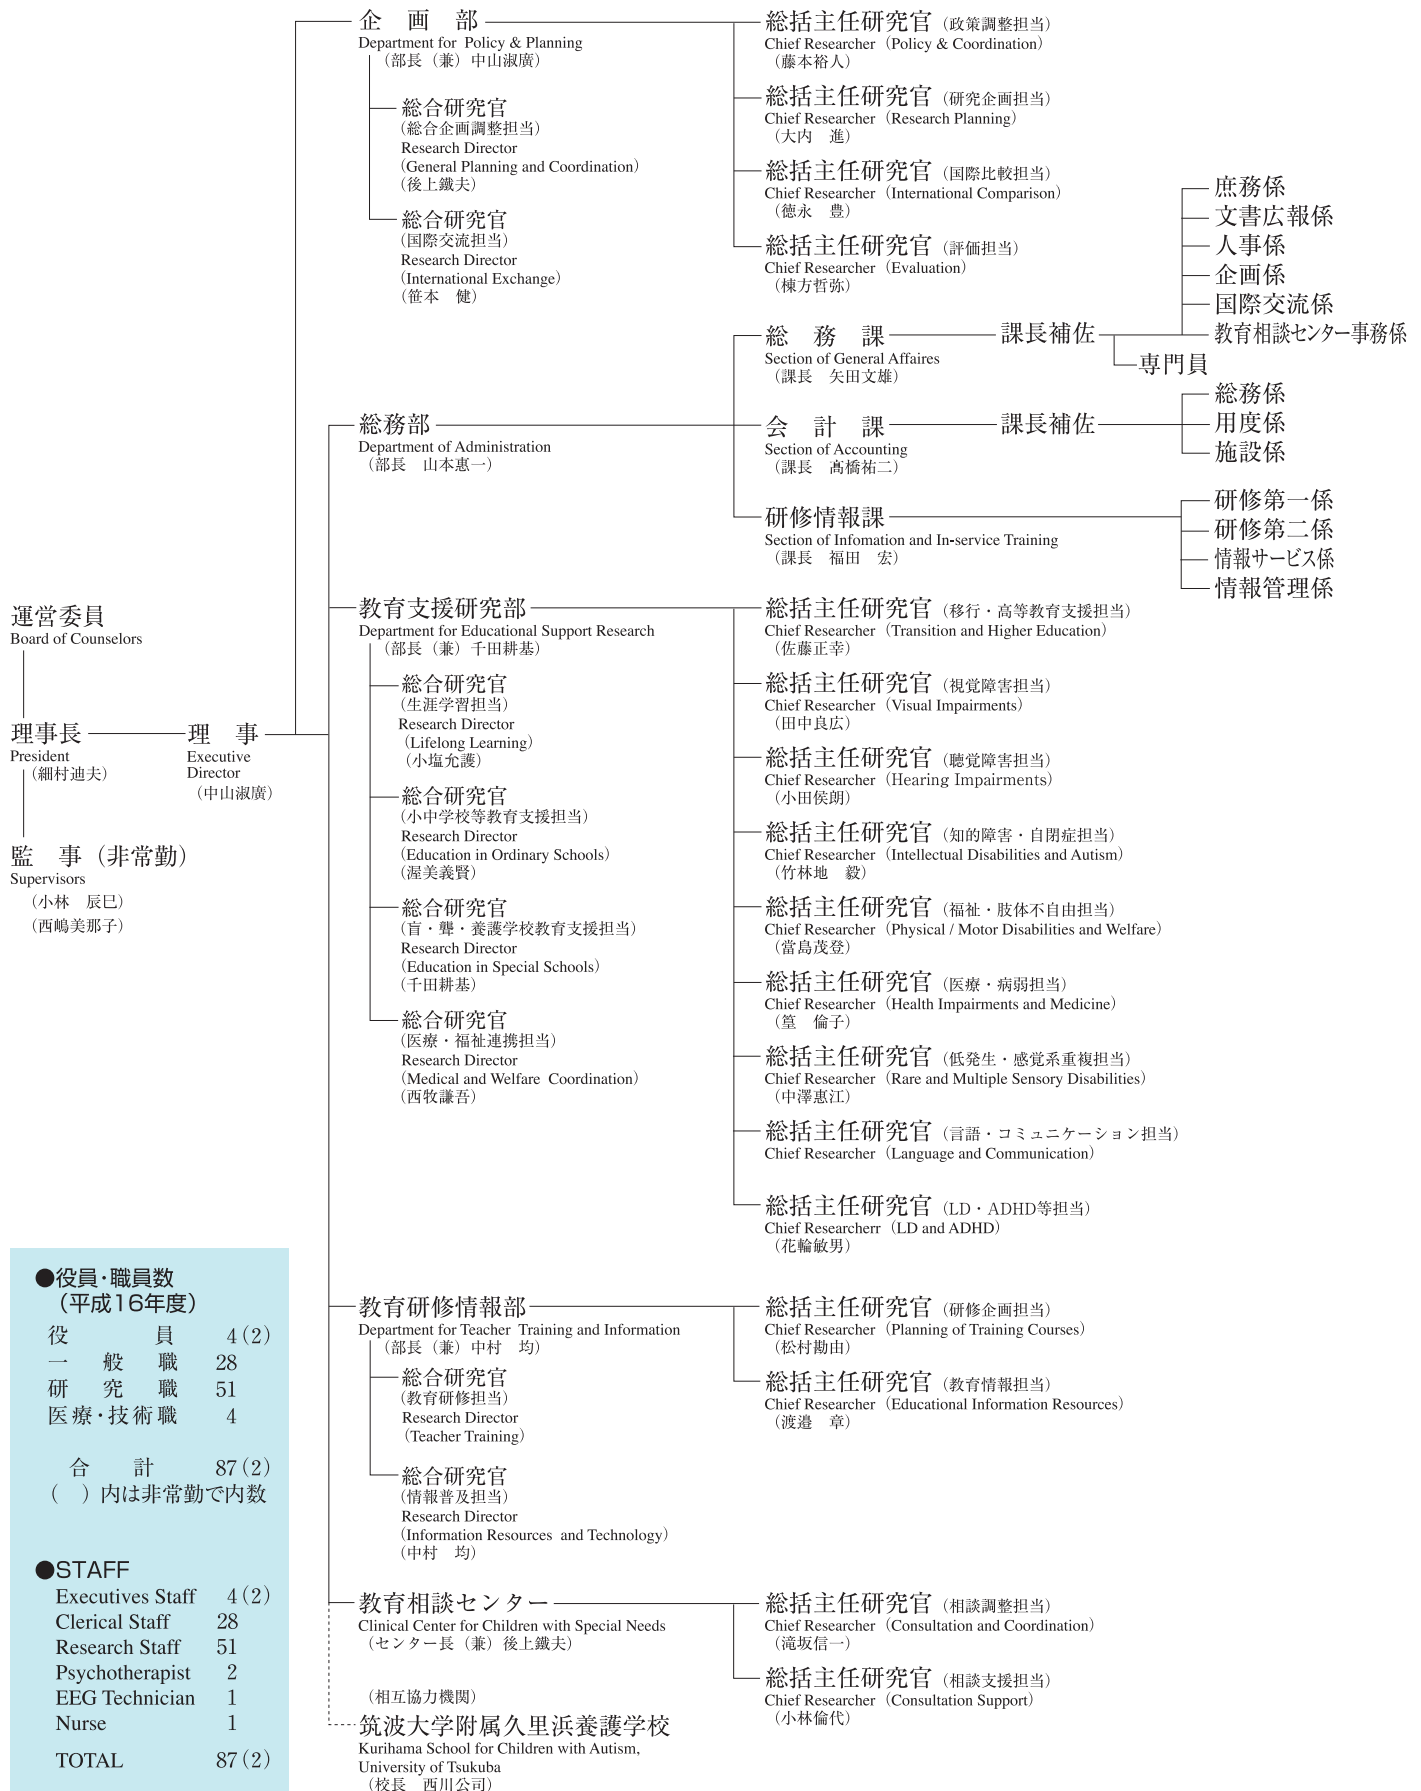 運営委員
Board of Counselors
理事長
President
（細村迪夫）
監　事（非常勤）
Supervisors
（小林　辰巳）
（西嶋美那子）
理　事
Executive
Director
（中山淑廣）
企　画　部
Department for Policy & Planning
（部長（兼）中山淑廣）
総合研究官
（総合企画調整担当）
Research Director
（General Planning and Coordination）
（後上鐵夫）
総合研究官
（国際交流担当）
Research Director
（International Exchange）
（笹本　健）
総括主任研究官（政策調整担当）
Chief Researcher（Policy & Coordination）
（藤本裕人）
総括主任研究官（研究企画担当）
Chief Researcher（Research Planning）
（大内　進）
総括主任研究官（国際比較担当）
Chief Researcher（International Comparison）
（徳永　豊）
総括主任研究官（評価担当）
Chief Researcher（Evaluation）
（棟方哲弥）
総務部
Department of Administration
（部長　山本惠一）
総　務　課
Section of General Affaires
（課長　矢田文雄）
課長補佐
庶務係
文書広報係
人事係
企画係
国際交流係
教育相談センター事務係
専門員
会　計　課
Section of Accounting
（課長　髙橋祐二）
課長補佐
総務係
用度係
施設係
研修情報課
Section of Infomation and In-service Training
（課長　福田　宏）
研修第一係
研修第二係
情報サービス係
情報管理係
教育支援研究部
Department for Educational Support Research
（部長（兼）千田耕基）
総合研究官
（生涯学習担当）
Research Director
（Lifelong Learning）
（小塩允護）
総合研究官
（小中学校等教育支援担当）
Research Director
（Education in Ordinary Schools）
（渥美義賢）
総合研究官
（盲・聾・養護学校教育支援担当）
Research Director
（Education in Special Schools）
（千田耕基）
総合研究官
（医療・福祉連携担当）
Research Director
（Medical and Welfare Coordination）
（西牧謙吾）
総括主任研究官（移行・高等教育支援担当）
Chief Researcher（Transition and Higher Education）
（佐藤正幸）
総括主任研究官（視覚障害担当）
Chief Researcher（Visual Impairments）
（田中良広）
総括主任研究官（聴覚障害担当）
Chief Researcher（Hearing Impairments）
（小田侯朗）
総括主任研究官（知的障害・自閉症担当）
Chief Researcher（Intellectual Disabilities and Autism）
（竹林地　毅）
総括主任研究官（福祉・肢体不自由担当）
Chief Researcher（Physical / Motor Disabilities and Welfare）
（當島茂登）
総括主任研究官（医療・病弱担当）
Chief Researcher（Health Impairments and Medicine）
（篁　倫子）
総括主任研究官（低発生・感覚系重複担当）
Chief Researcher（Rare and Multiple Sensory Disabilities）
（中澤惠江）
総括主任研究官（言語・コミュニケーション担当）
Chief Researcher（Language and Communication）
総括主任研究官（LD・ADHD等担当）
Chief Researcherr（LD and ADHD）
（花輪敏男）
教育研修情報部
Department for Teacher Training and Information
（部長（兼）中村　均）
総合研究官
（教育研修担当）
Research Director
（Teacher Training）
総合研究官
（情報普及担当）
Research Director
（Information Resources and Technology）
（中村　均）
総括主任研究官（研修企画担当）
Chief Researcher（Planning of Training Courses）
（松村勘由）
総括主任研究官（教育情報担当）
Chief Researcher（Educational Information Resources）
（渡邉　章）
教育相談センター
Clinical Center for Children with Special Needs
（センター長（兼）後上鐵夫）
総括主任研究官（相談調整担当）
Chief Researcher（Consultation and Coordination）
（滝坂信一）
総括主任研究官（相談支援担当）
Chief Researcher（Consultation Support）
（小林倫代）
（相互協力機関）
筑波大学附属久里浜養護学校
Kurihama School for Children with Autism,
University of Tsukuba
（校長　西川公司）
●役員・職員数
（平成16年度）
役　　　員　4（2）
一　般　職　28
研　究　職　51
医療・技術職　4
合　　計　87（2）
（　）内は非常勤で内数
●STAFF
Executives Staff 4（2）
Clerical Staff 28
Research Staff 51
Psychotherapist 2
EEG Technician 1
Nurse 1
TOTAL 87（2）